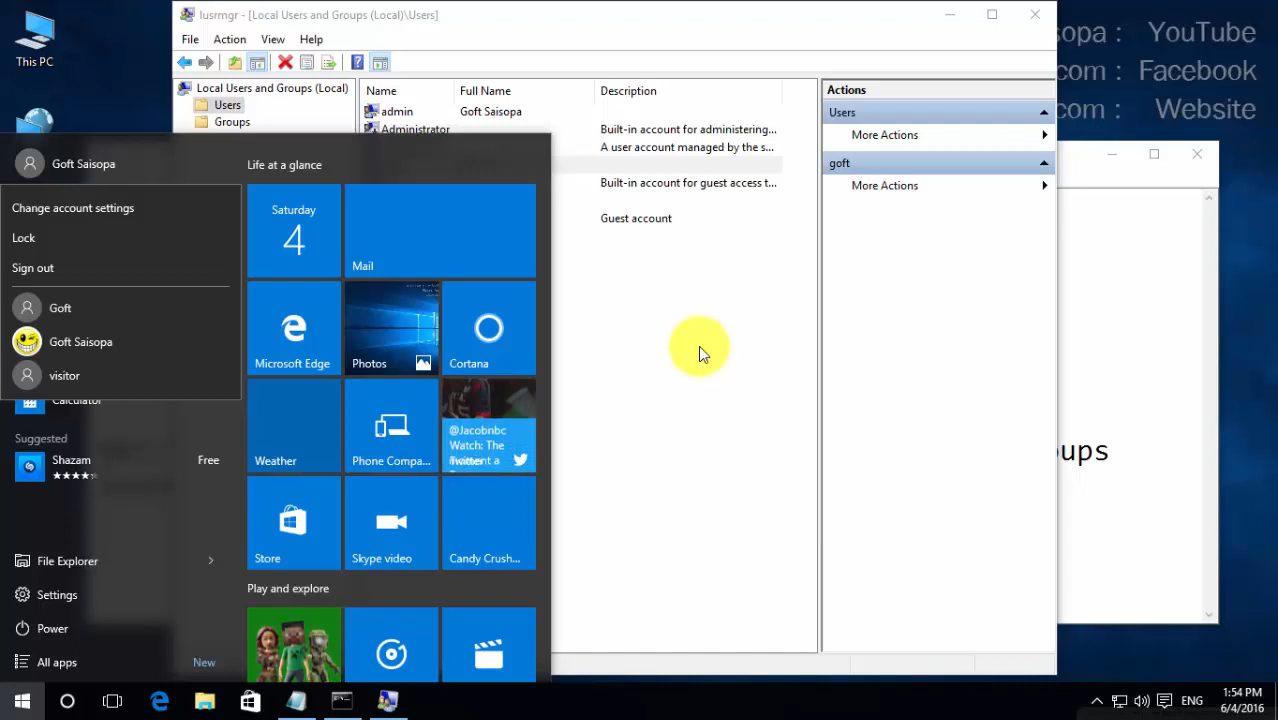 This PC
lusrmgr - [Local Users and Groups (Local)\Users]
File Action View Help
Local Users and Groups (Local)
Users
Groups
Name Full Name Description
admin Goft Saisopa
Administrator Built-in account for administering...
A user account managed by the s...
Built-in account for guest access t...
Guest account
Actions
Users
More Actions
goft
More Actions
sopa : YouTube
com : Facebook
com : Website
oups
Goft Saisopa
Change account settings
Lock
Sign out
Goft
Goft Saisopa
visitor
Calculator
Suggested
Shazam Free
File Explorer
Settings
Power
All apps New
Life at a glance
Saturday
4
Mail
Microsoft Edge
Photos
Cortana
Weather
Phone Compa...
@Jacobnbc
Watch: The
Twitter
Store
Skype video
Candy Crush...
Play and explore
ENG
1:54 PM
6/4/2016